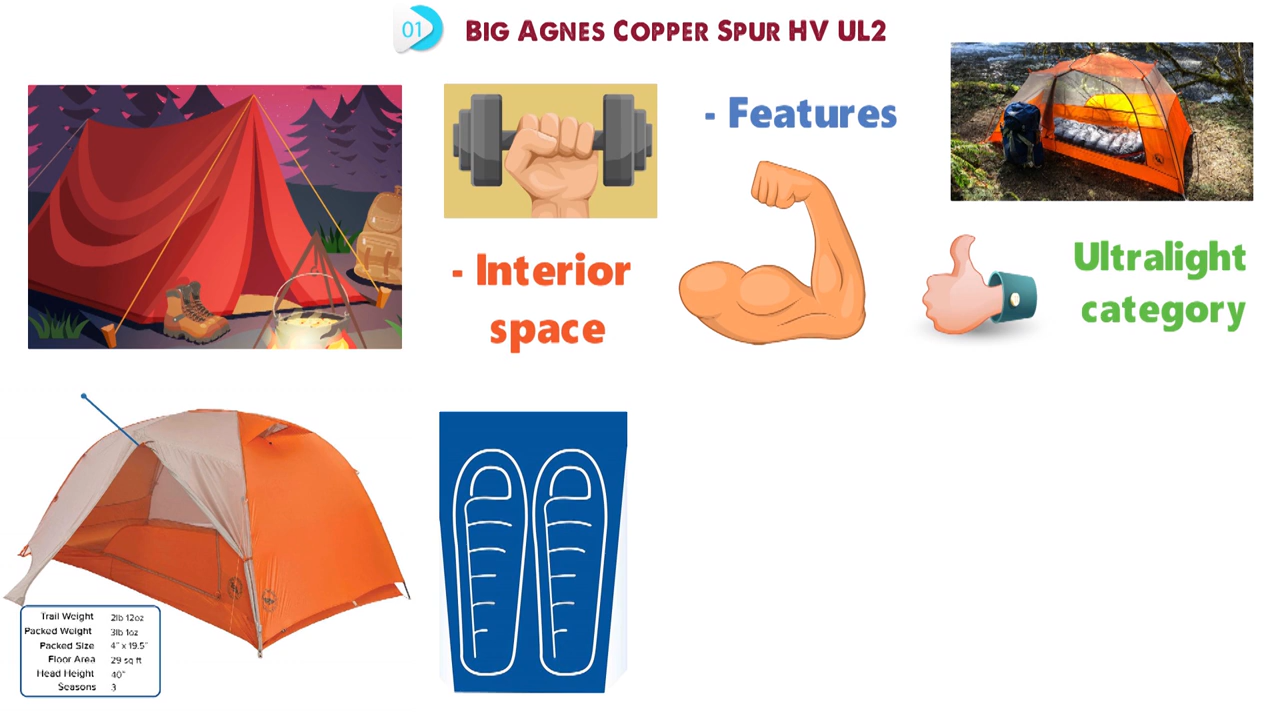 01 BIG AGNES COPPER SPUR HV UL2
- Features
- Interior
space
Ultralight
category
Trail Weight 2lb 12oz
Packed Weight 3lb 1oz
Packed Size 4" x 19.5"
Floor Area 29 sq ft
Head Height 40"
Seasons 3